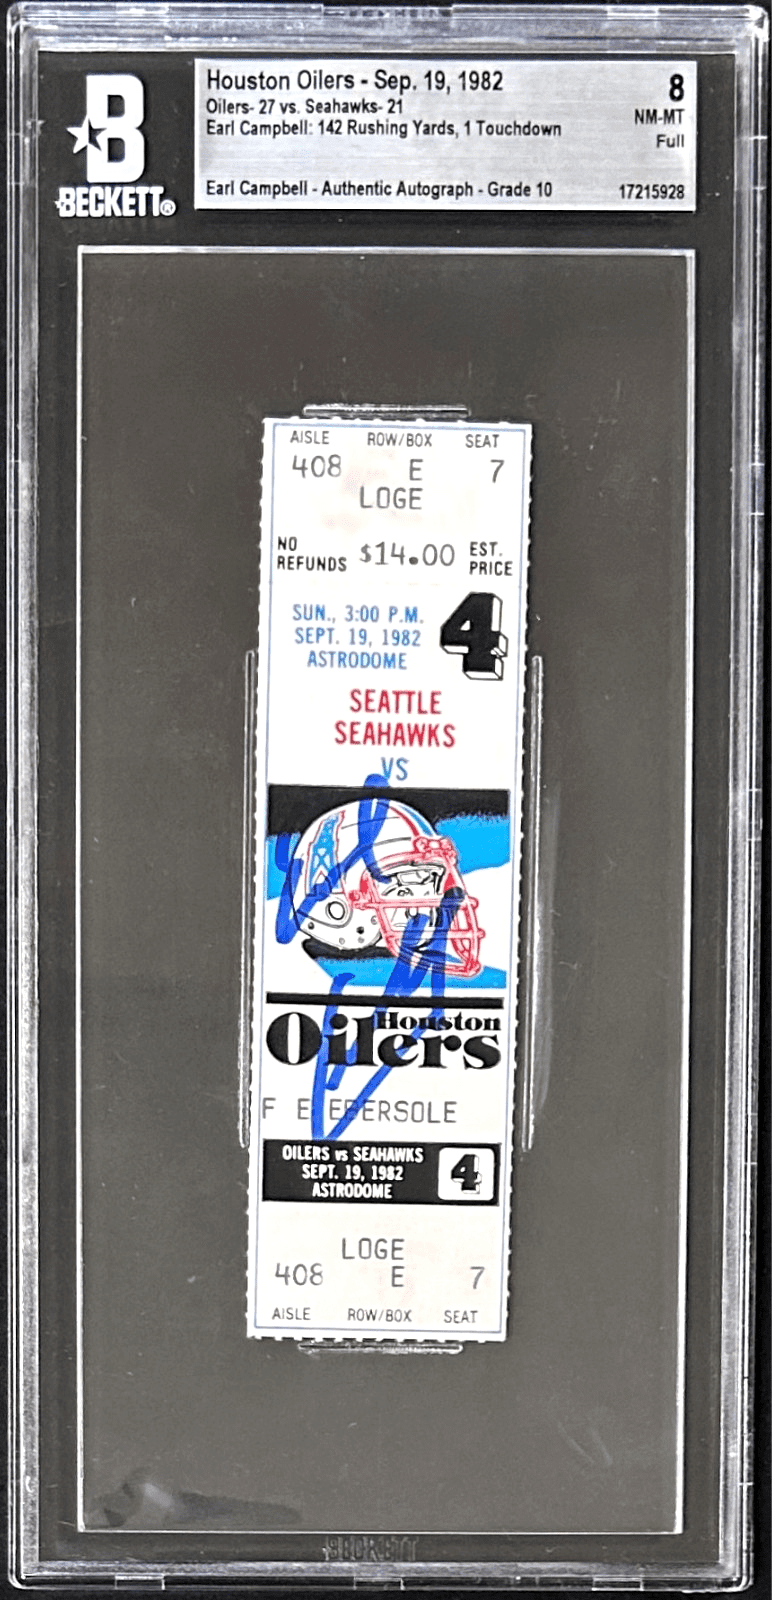 B
BECKETT®
Houston Oilers - Sep. 19, 1982
8
Oilers- 27 vs. Seahawks- 21
NM-MT
Earl Campbell: 142 Rushing Yards, 1 Touchdown
Full
Earl Campbell - Authentic Autograph - Grade 10
17215928
AISLE ROW/BOX SEAT
408 E 7
LOGE
NO REFUNDS
$14.00
EST. PRICE
SUN., 3:00 P.M.
SEPT. 19, 1982
ASTRODOME
4
SEATTLE
SEAHAWKS
VS
Houston
Oilers
F E EBERSOLE
OILERS vs SEAHAWKS
SEPT. 19, 1982
ASTRODOME
4
LOGE
408 E 7
AISLE ROW/BOX SEAT
BECKETT